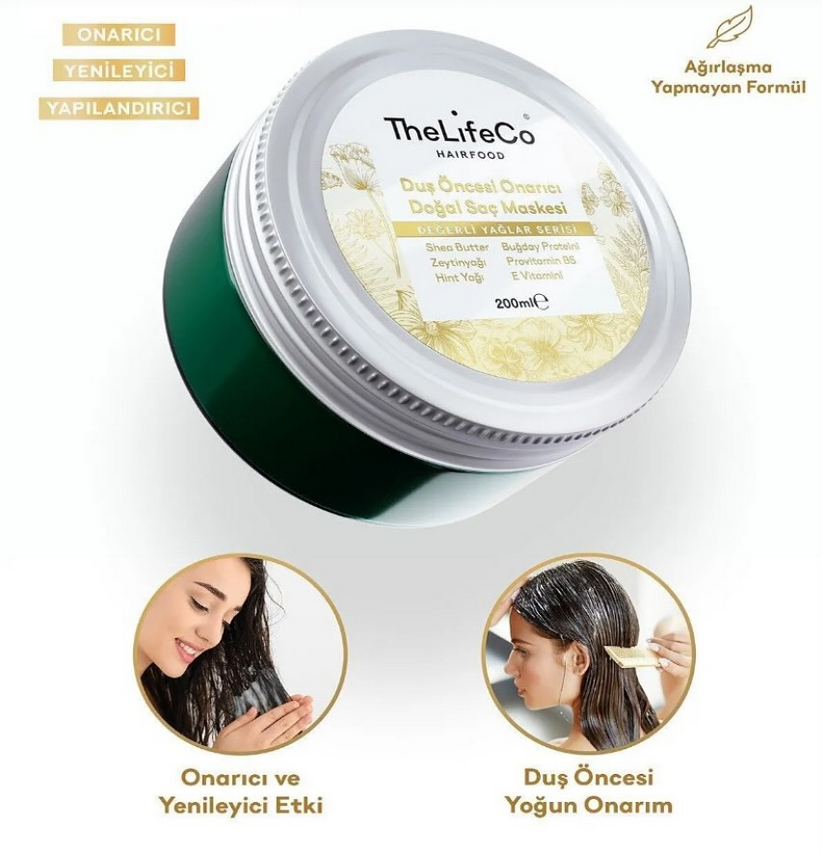 ONARICI
YENİLEYİCİ
YAPILANDIRICI
Ağırlaşma
Yapmayan Formül
TheLifeCo®
HAIRFOOD
Duş Öncesi Onarıcı
Doğal Saç Maskesi
DEĞERLİ YAĞLAR SERİSİ
Shea Butter Buğday Proteini
Zeytinyağı Provitamin B5
Hint Yağı E Vitamini
200ml℮
Onarıcı ve
Yenileyici Etki
Duş Öncesi
Yoğun Onarım